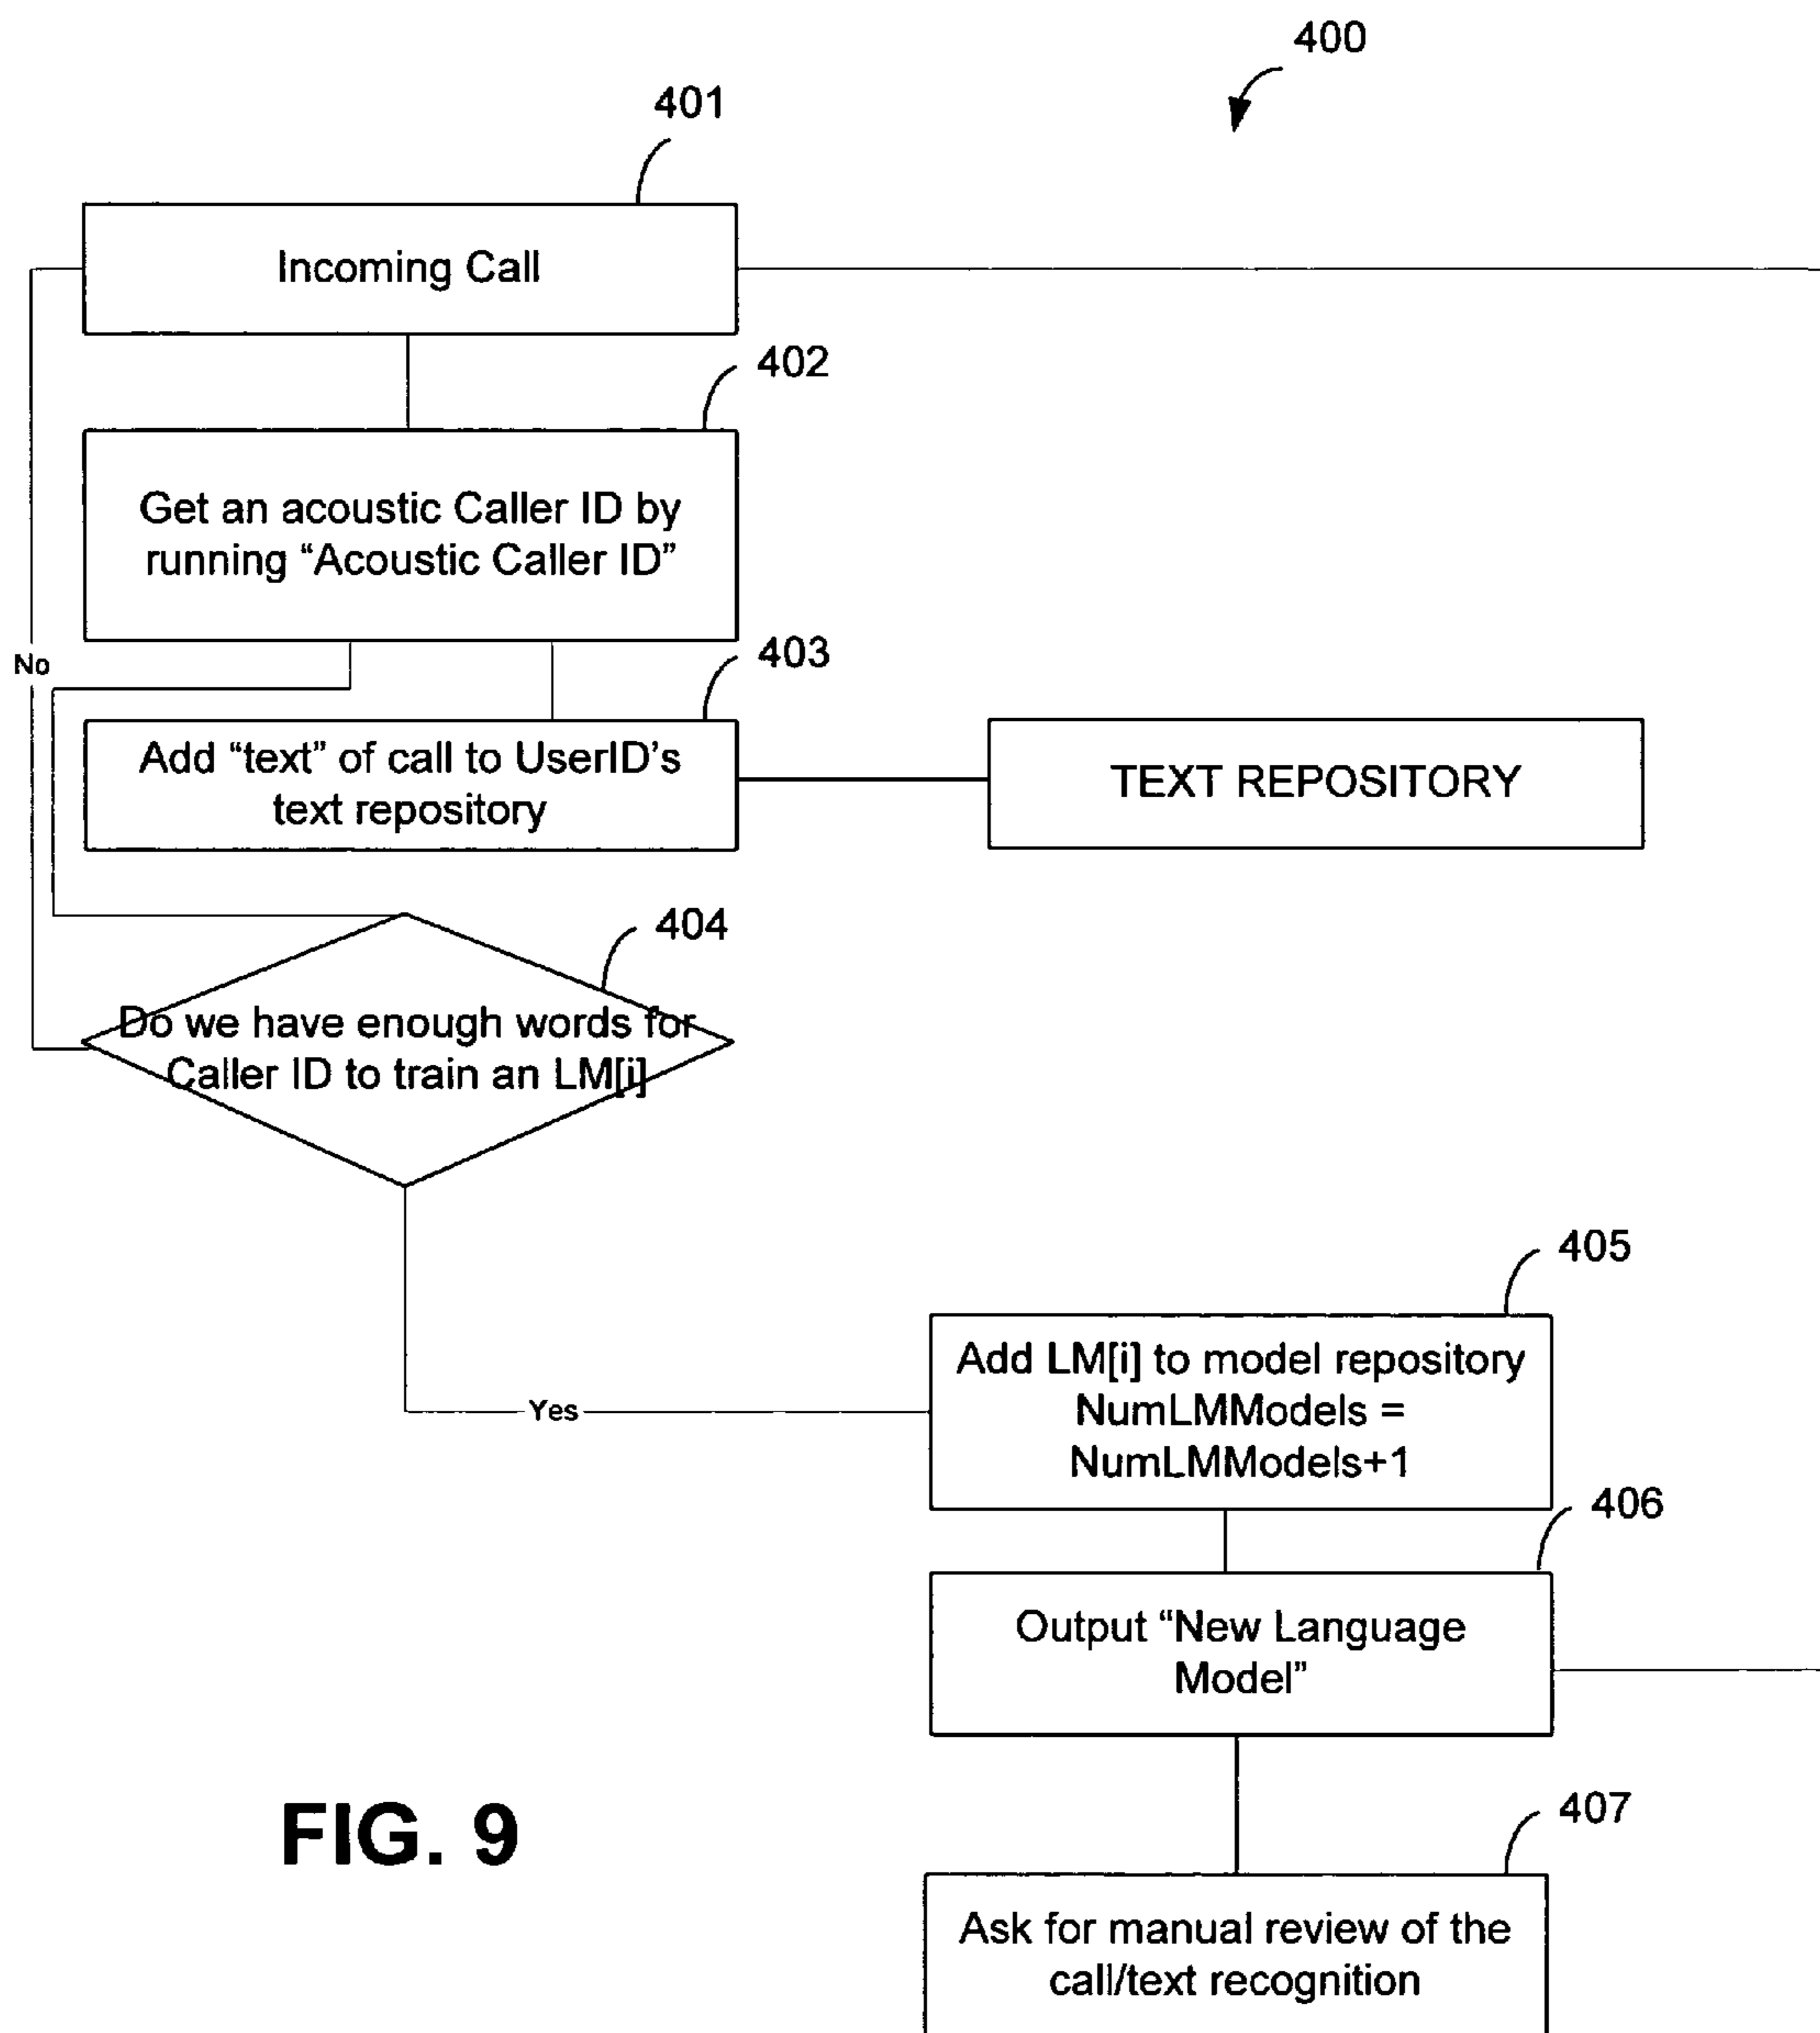 400
401
Incoming Call
402
Get an acoustic Caller ID by
running “Acoustic Caller ID”
No
403
Add “text” of call to UserID’s
text repository
TEXT REPOSITORY
404
Do we have enough words for
Caller ID to train an LM[i]
405
Add LM[i] to model repository
NumLMModels =
NumLMModels+1
Yes
406
Output “New Language
Model”
407
Ask for manual review of the
call/text recognition
FIG. 9